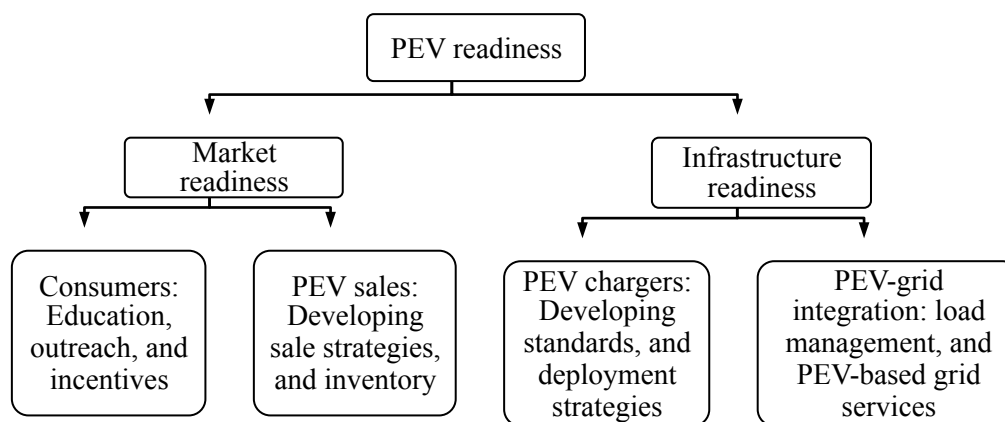 PEV readiness
Market
readiness
Infrastructure
readiness
Consumers:
Education,
outreach, and
incentives
PEV sales:
Developing
sale strategies,
and inventory
PEV chargers:
Developing
standards, and
deployment
strategies
PEV-grid
integration: load
management, and
PEV-based grid
services